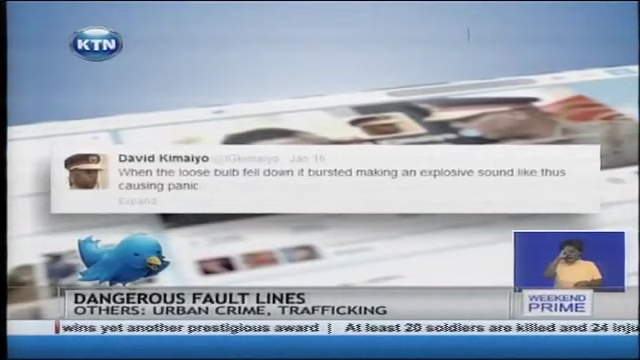 KTN
David Kimaiyo @IGkimaiyo Jan 16
When the loose bulb fell down it bursted making an explosive sound like thus
causing panic.
Expand
DANGEROUS FAULT LINES
OTHERS: URBAN CRIME, TRAFFICKING
WEEKEND
PRIME
wins yet another prestigious award | At least 20 soldiers are killed and 24 inju